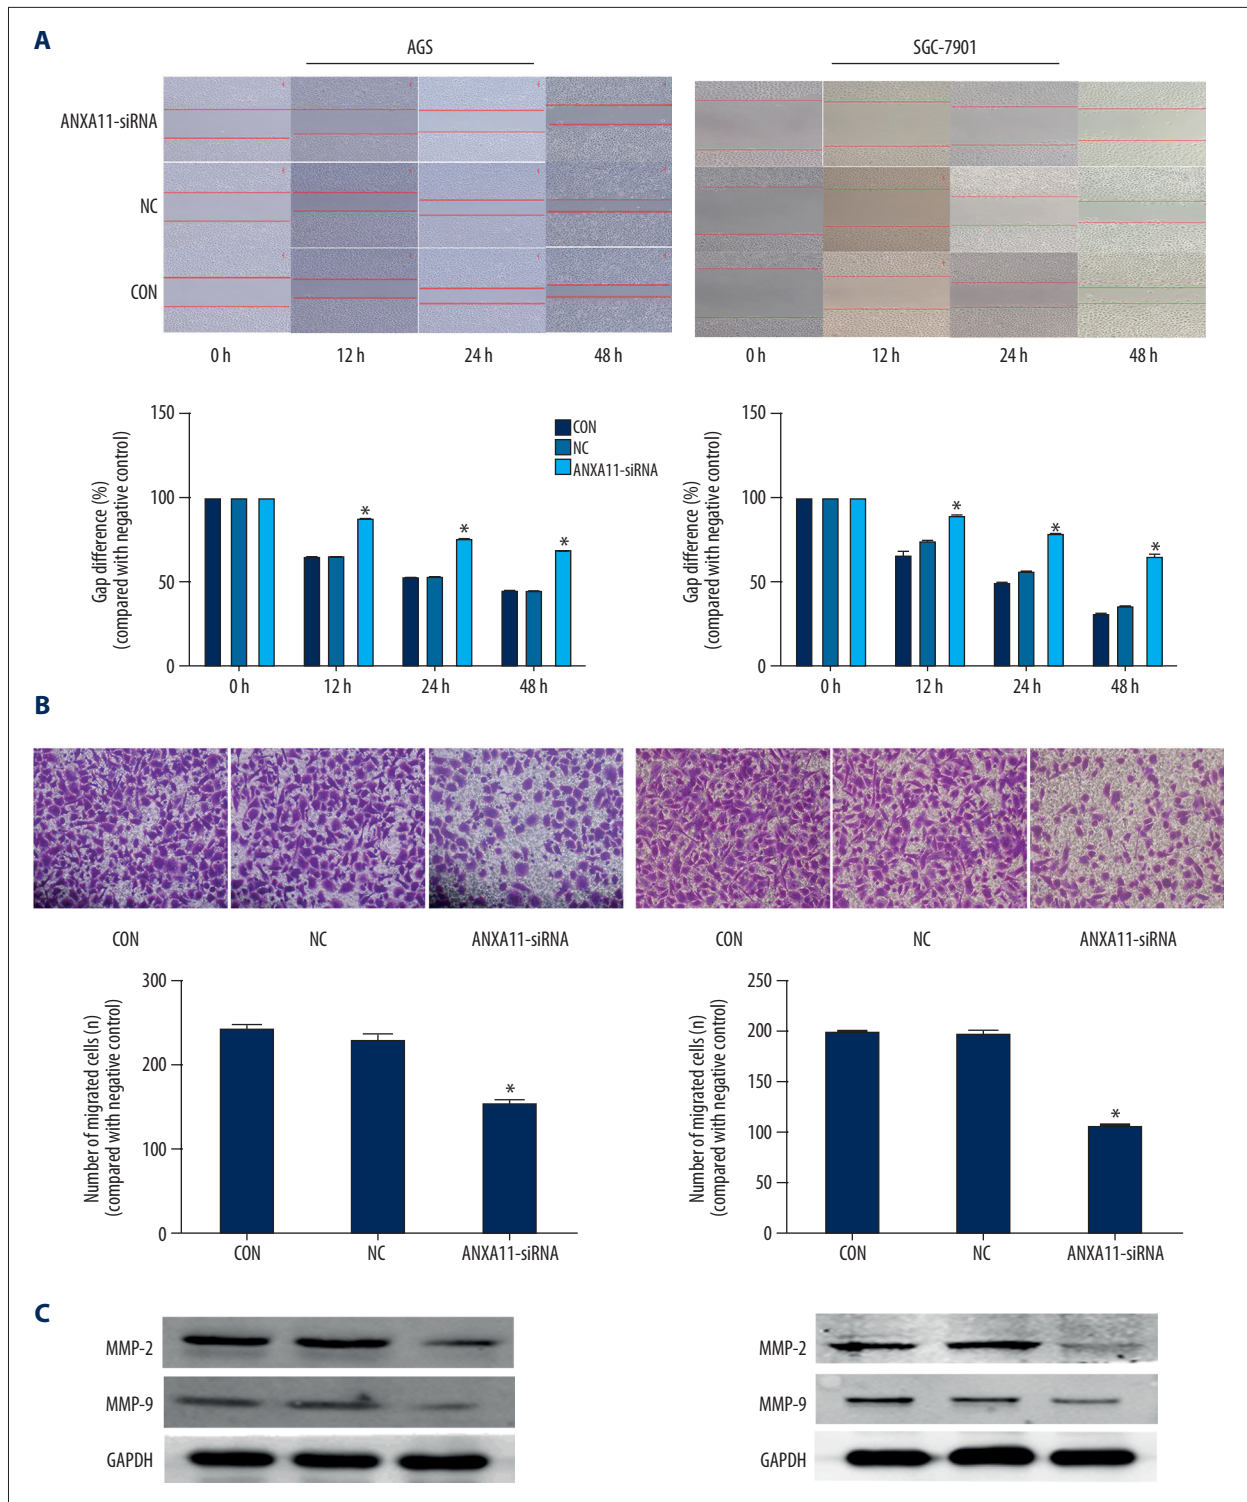 A
AGS
SGC-7901
ANXA11-siRNA
NC
CON
0 h
12 h
24 h
48 h
0 h
12 h
24 h
48 h
Gap difference (%)
(compared with negative control)
150
100
50
0
CON
NC
ANXA11-siRNA
*
*
*
0 h
12 h
24 h
48 h
Gap difference (%)
(compared with negative control)
150
100
50
0
*
*
*
0 h
12 h
24 h
48 h
B
CON
NC
ANXA11-siRNA
CON
NC
ANXA11-siRNA
Number of migrated cells (n)
(compared with negative control)
300
200
100
0
*
CON
NC
ANXA11-siRNA
Number of migrated cells (n)
(compared with negative control)
250
200
150
100
50
0
*
CON
NC
ANXA11-siRNA
C
MMP-2
MMP-9
GAPDH
MMP-2
MMP-9
GAPDH